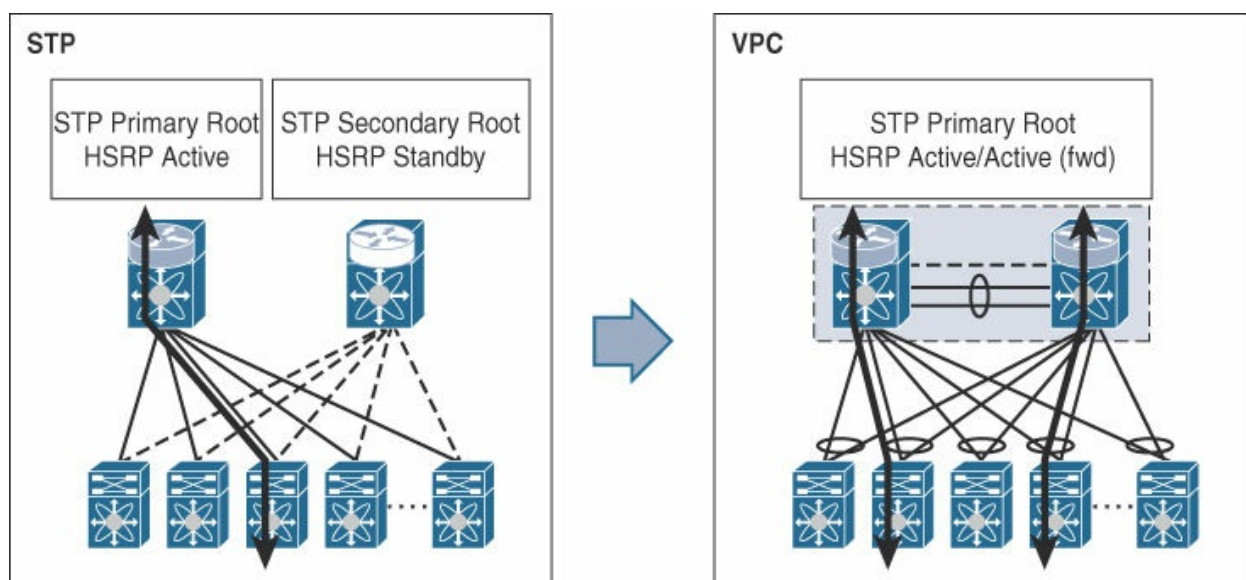 STP
STP Primary Root
HSRP Active
STP Secondary Root
HSRP Standby
VPC
STP Primary Root
HSRP Active/Active (fwd)